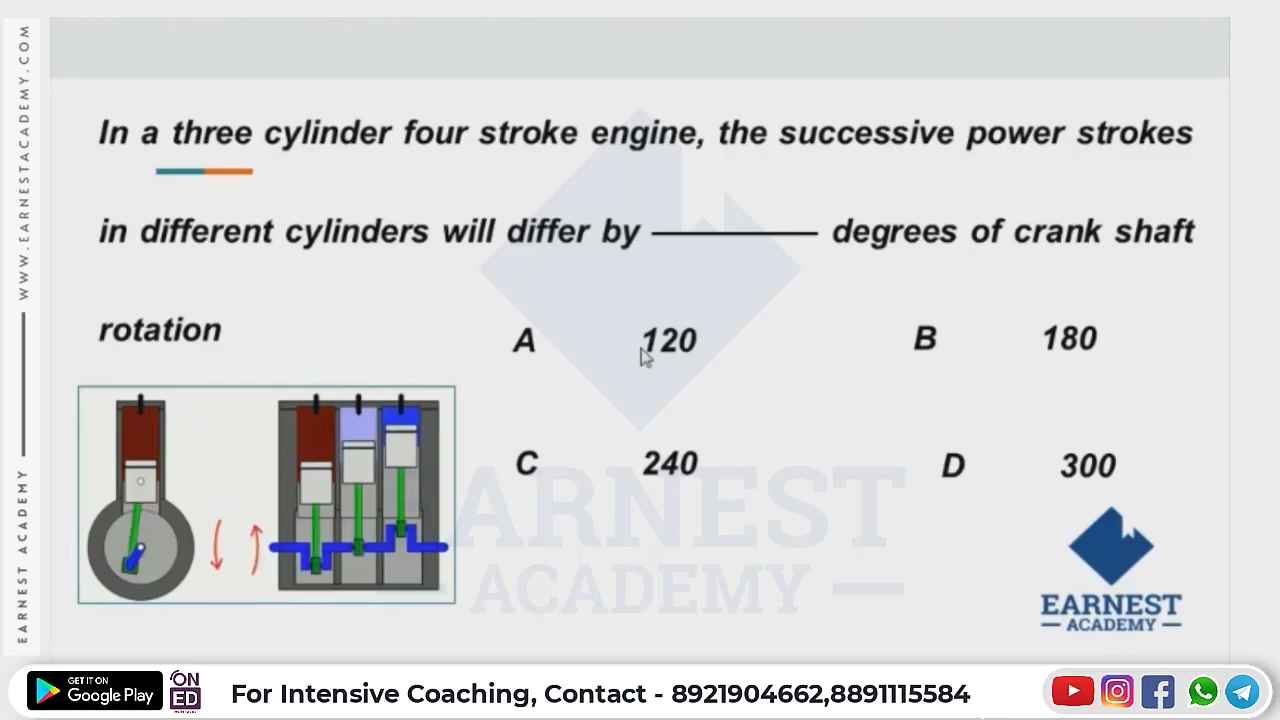 WWW.EARNESTACADEMY.COM
EARNEST ACADEMY
In a three cylinder four stroke engine, the successive power strokes
in different cylinders will differ by ———— degrees of crank shaft
rotation
A 120 B 180
C 240 D 300
EARNEST
ACADEMY
EARNEST
ACADEMY
GET IT ON
Google Play
ON
ED
For Intensive Coaching, Contact - 8921904662,8891115584